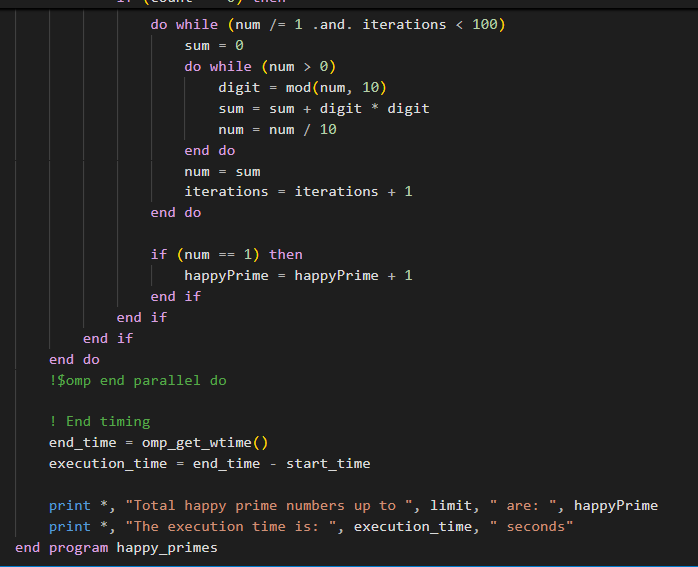 if (count == 0) then
do while (num /= 1 .and. iterations < 100)
sum = 0
do while (num > 0)
digit = mod(num, 10)
sum = sum + digit * digit
num = num / 10
end do
num = sum
iterations = iterations + 1
end do
if (num == 1) then
happyPrime = happyPrime + 1
end if
end if
end if
end do
!$omp end parallel do
! End timing
end_time = omp_get_wtime()
execution_time = end_time - start_time
print *, "Total happy prime numbers up to ", limit, " are: ", happyPrime
print *, "The execution time is: ", execution_time, " seconds"
end program happy_primes